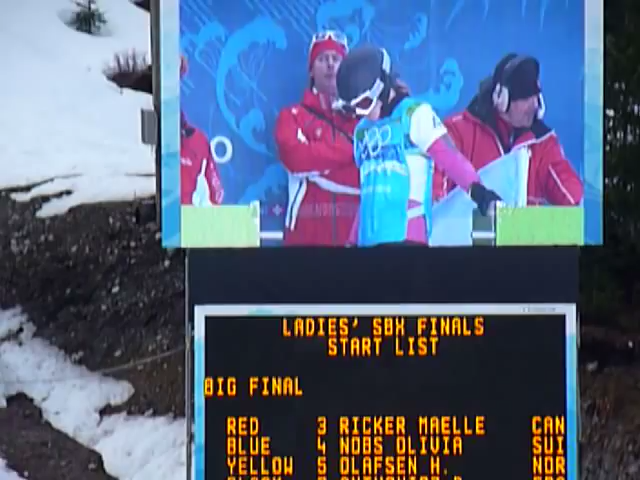 LADIES' SBX FINALS
START LIST
BIG FINAL
RED 3 RICKER MAELLE CAN
BLUE 4 NOBS OLIVIA SUI
YELLOW 5 OLAFSEN H. NOR